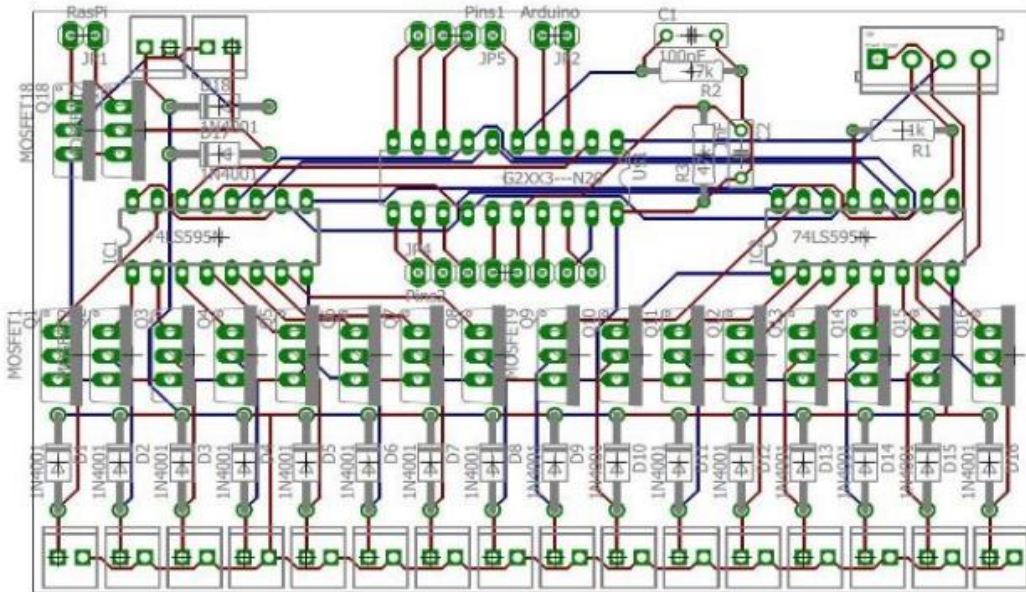 RasPi
Pins1
Arduino
C1
100nF
JP1
JP5
JP2
R2
MOSFET18
Q18
D18
1N4001
D17
1N4001
R3
1k
R1
G2XX3---N20
IC1
74LS595N
JP4
Pins2
74LS595N
MOSFET1
Q1
Q2
Q3
Q4
Q5
Q6
Q7
Q8
MOSFET9
Q9
Q10
Q11
Q12
Q13
Q14
Q15
Q16
1N4001
D1
1N4001
D2
1N4001
D3
1N4001
D4
1N4001
D5
1N4001
D6
1N4001
D7
1N4001
D8
1N4001
D9
1N4001
D10
1N4001
D11
1N4001
D12
1N4001
D13
1N4001
D14
1N4001
D15
1N4001
D16